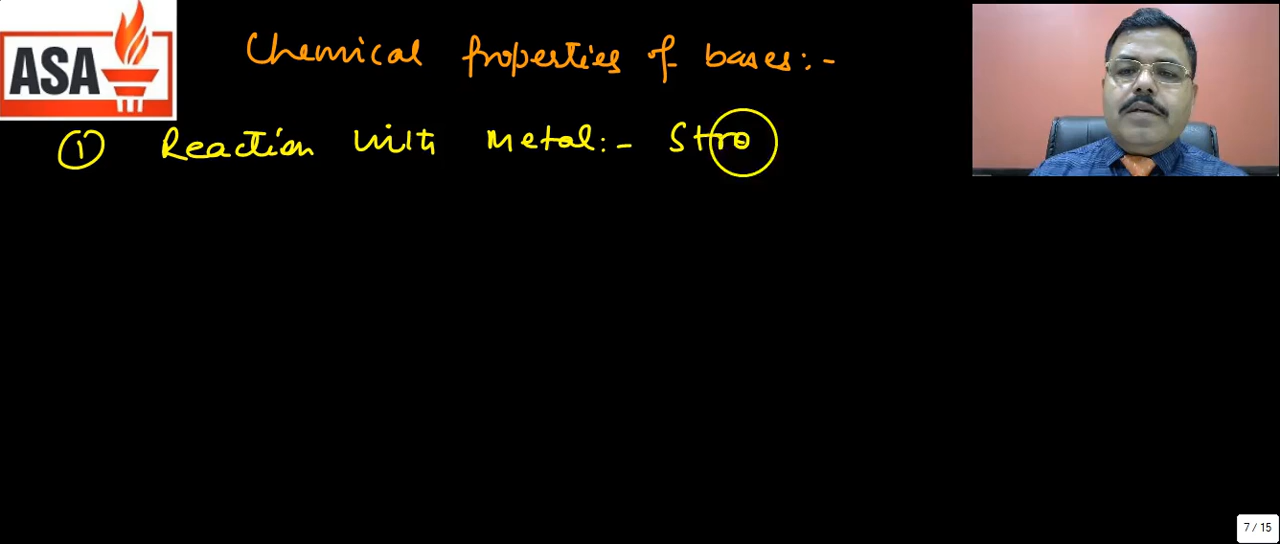 ASA
Chemical properties of bases:-
① Reaction with Metal:- Stro
7 / 15